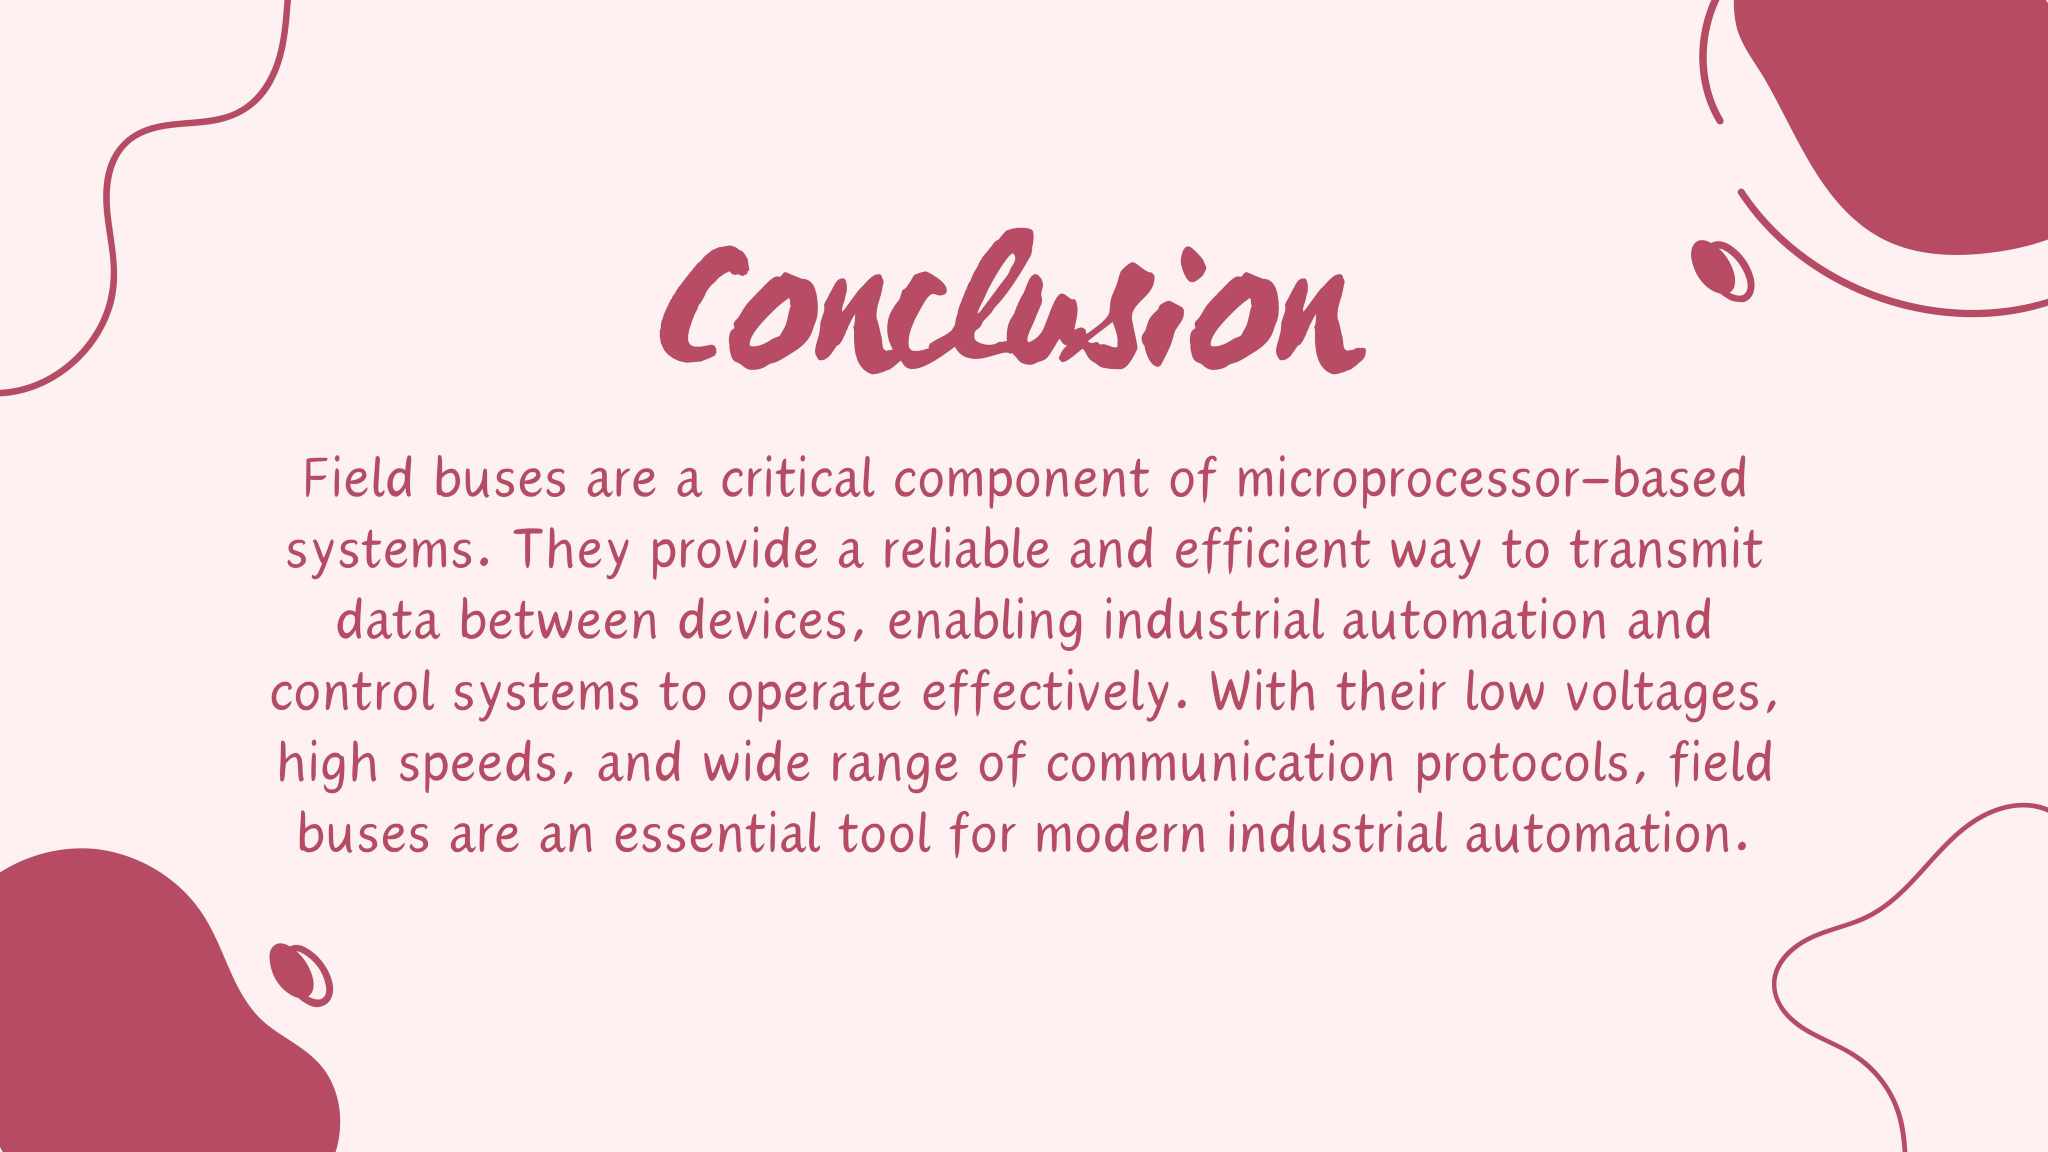 Conclusion
Field buses are a critical component of microprocessor-based
systems. They provide a reliable and efficient way to transmit
data between devices, enabling industrial automation and
control systems to operate effectively. With their low voltages,
high speeds, and wide range of communication protocols, field
buses are an essential tool for modern industrial automation.